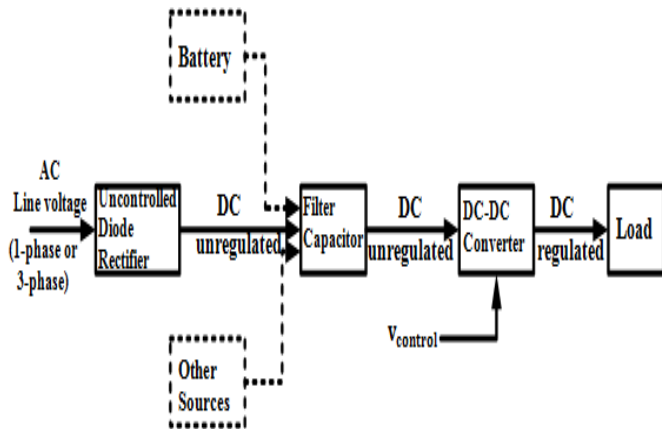 Battery
AC
Line voltage
(1-phase or
3-phase)
Uncontrolled
Diode
Rectifier
DC
unregulated
Filter
Capacitor
DC
unregulated
DC-DC
Converter
DC
regulated
Load
vcontrol
Other
Sources